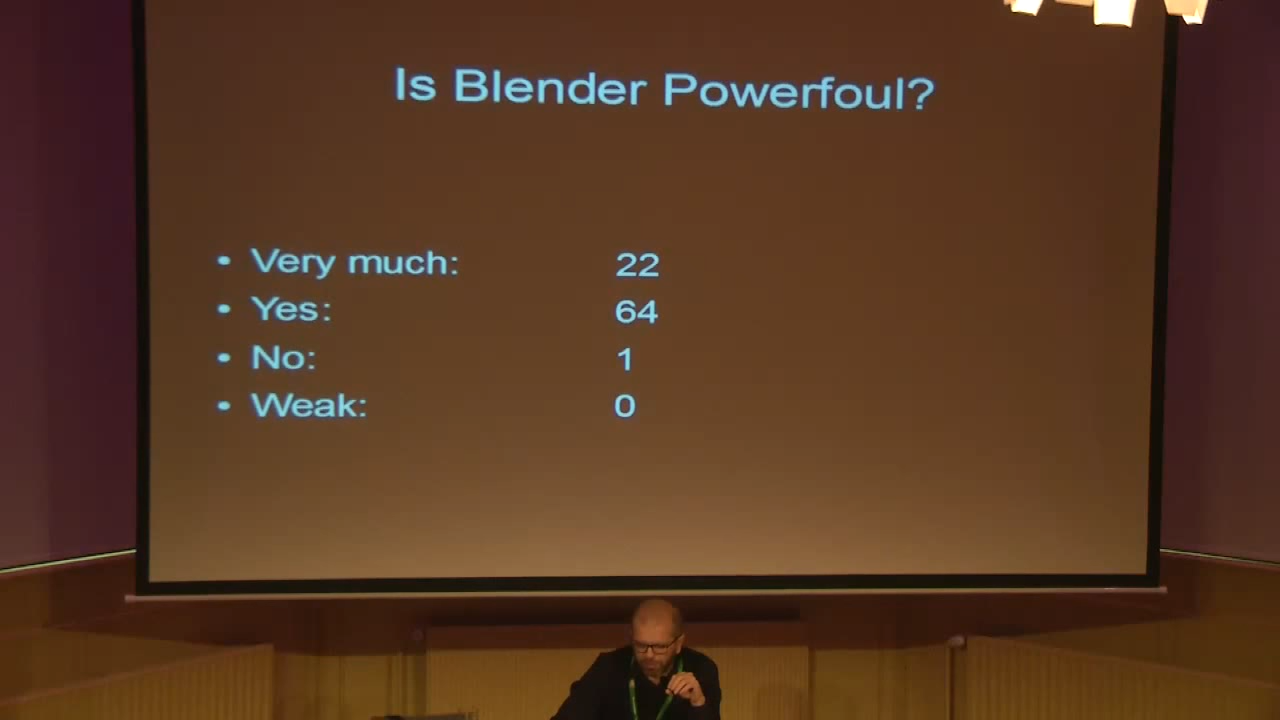 Is Blender Powerfoul?
• Very much: 22
• Yes: 64
• No: 1
• Weak: 0